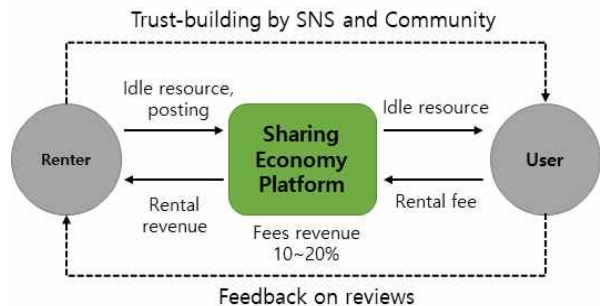 Trust-building by SNS and Community
Idle resource,
posting
Idle resource
Renter
Sharing
Economy
Platform
User
Rental
revenue
Rental fee
Fees revenue
10~20%
Feedback on reviews